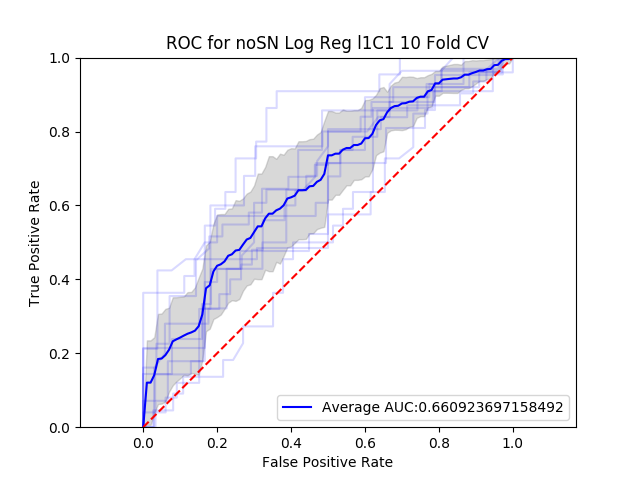 ROC for noSN Log Reg l1C1 10 Fold CV
True Positive Rate
1.0
0.8
0.6
0.4
0.2
0.0
Average AUC:0.660923697158492
0.0 0.2 0.4 0.6 0.8 1.0
False Positive Rate